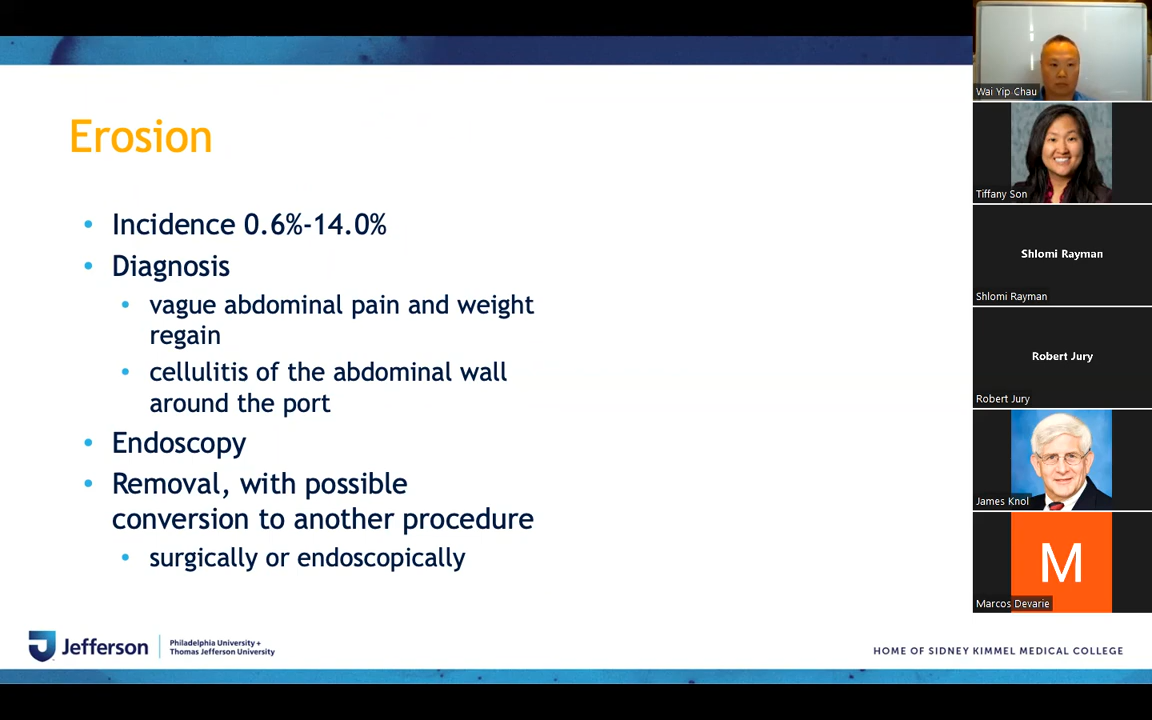 Erosion
• Incidence 0.6%-14.0%
• Diagnosis
• vague abdominal pain and weight
regain
• cellulitis of the abdominal wall
around the port
• Endoscopy
• Removal, with possible
conversion to another procedure
• surgically or endoscopically
Jefferson
Philadelphia University +
Thomas Jefferson University
HOME OF SIDNEY KIMMEL MEDICAL COLLEGE
Wai Yip Chau
Tiffany Son
Shlomi Rayman
Shlomi Rayman
Robert Jury
Robert Jury
James Knol
M
Marcos Devarie